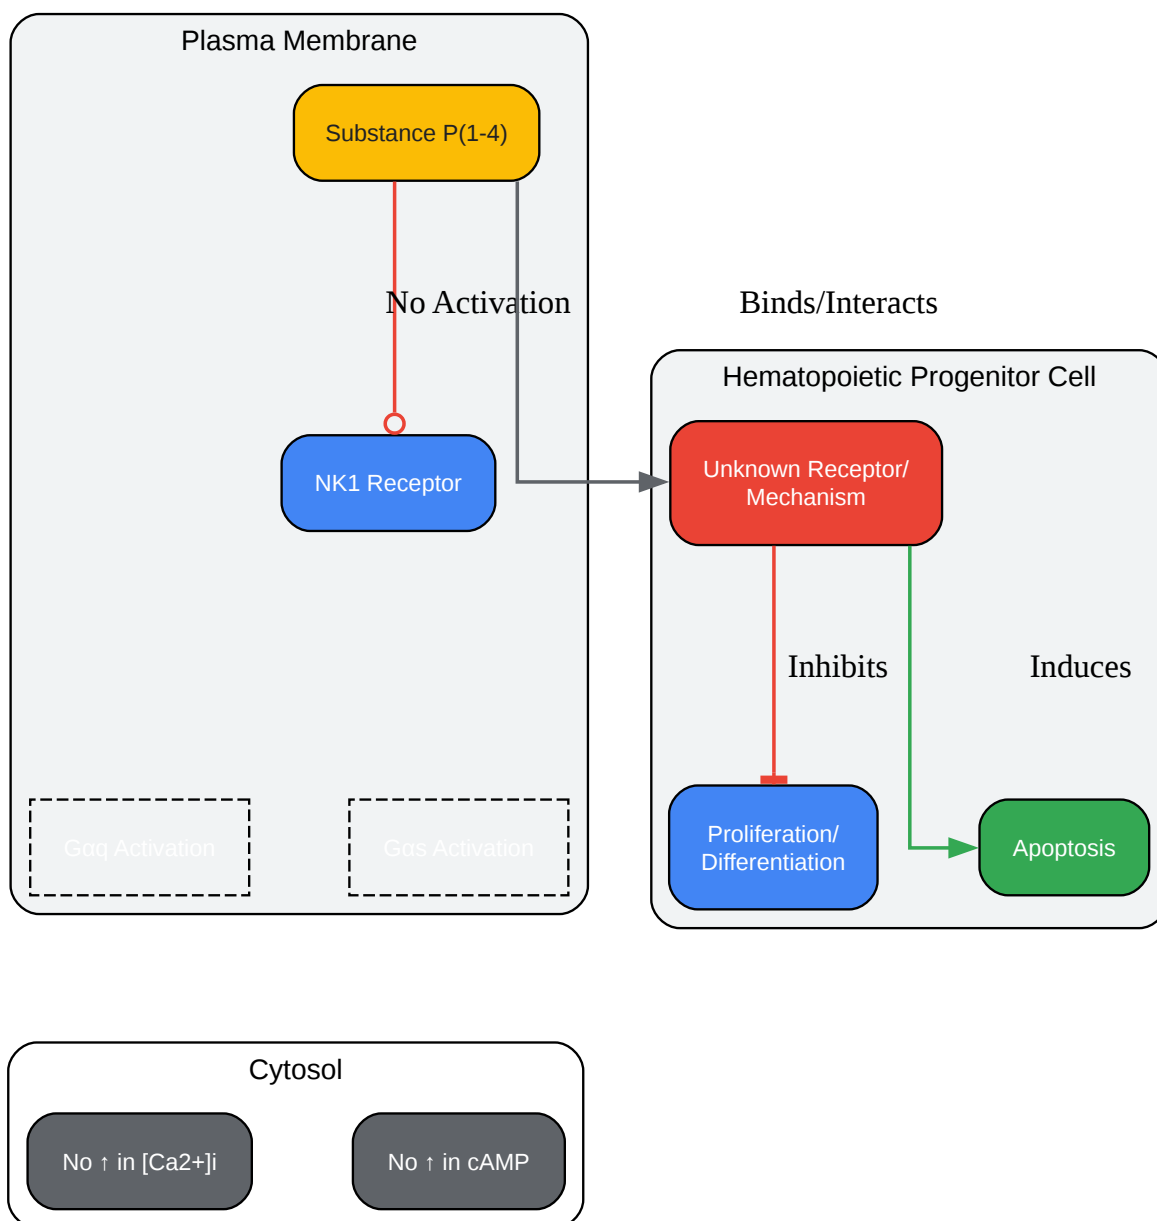 Plasma Membrane
Substance P(1-4)
No Activation
Binds/Interacts
NK1 Receptor
Hematopoietic Progenitor Cell
Unknown Receptor/
Mechanism
Inhibits
Induces
Gαq Activation
Gαs Activation
Proliferation/
Differentiation
Apoptosis
Cytosol
No ↑ in [Ca2+]i
No ↑ in cAMP